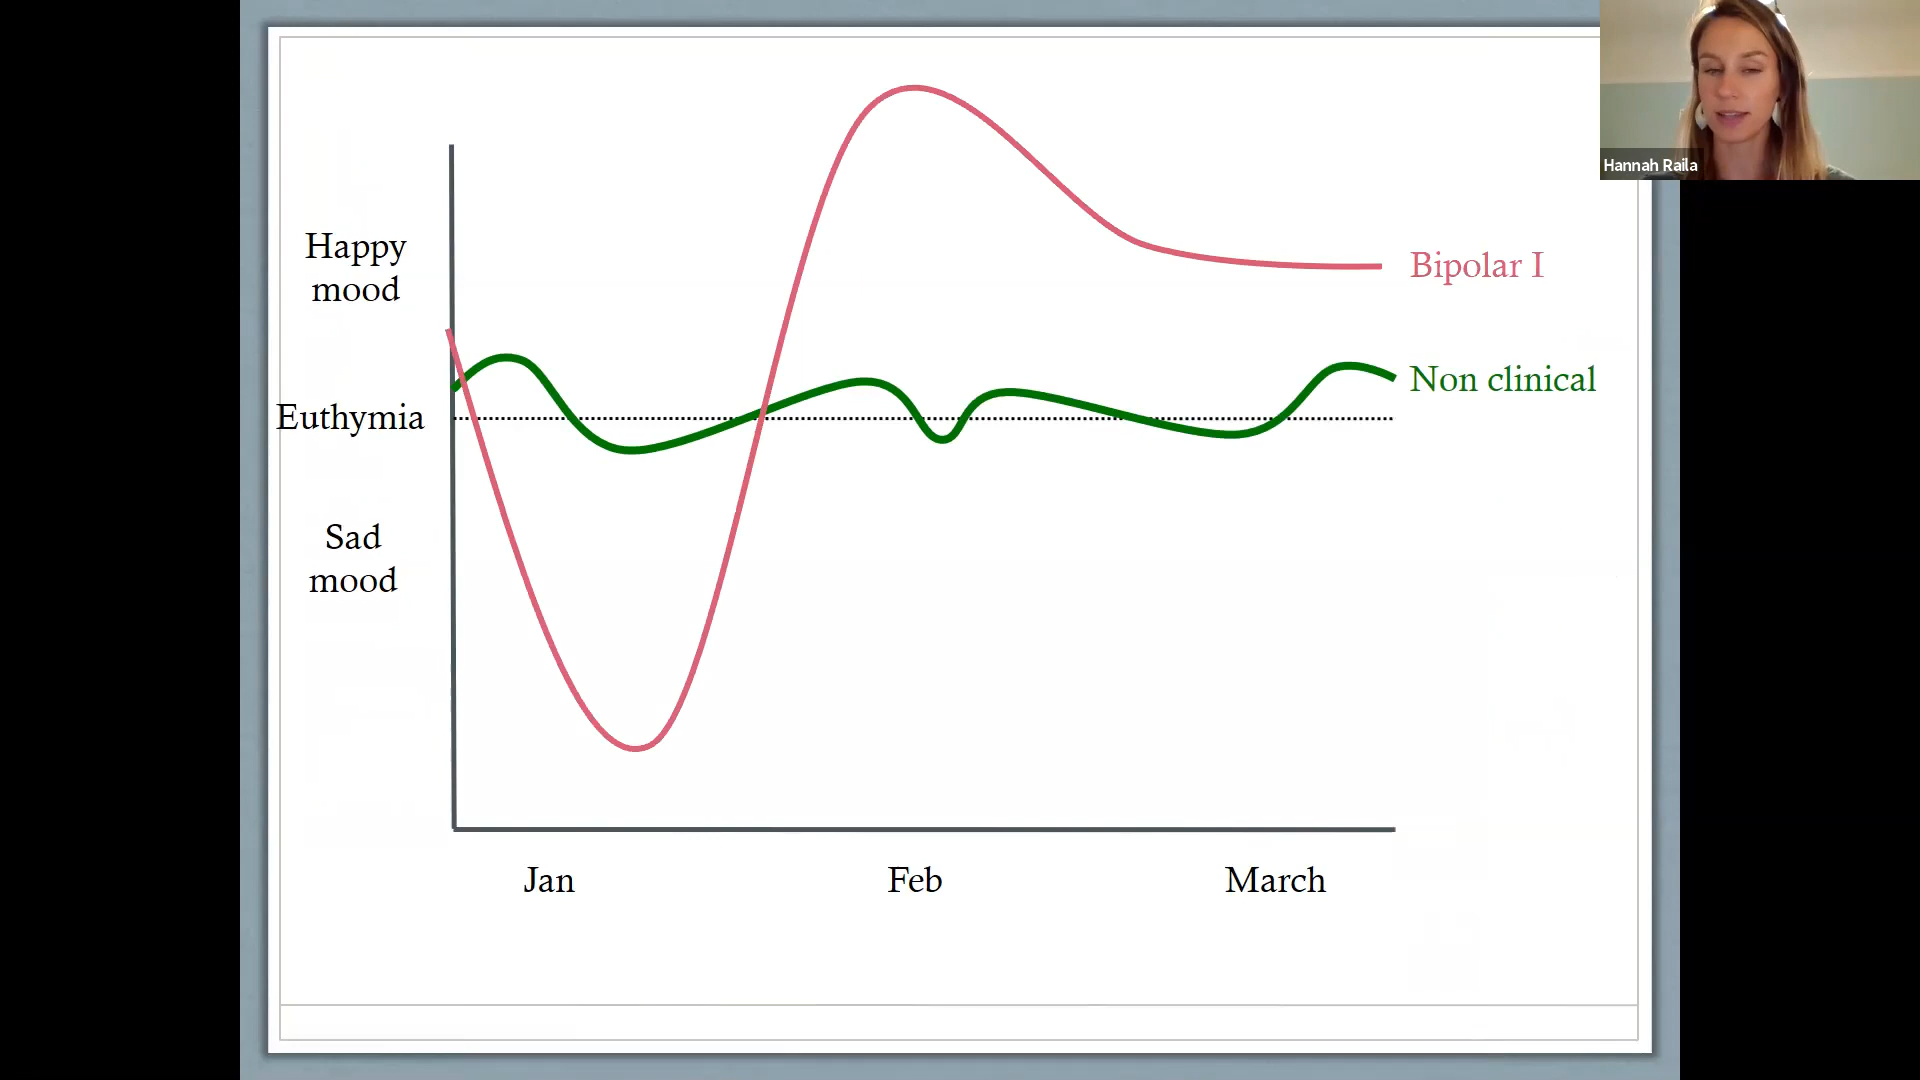 Hannah Raila
Happy
mood
Bipolar I
Non clinical
Euthymia
Sad
mood
Jan
Feb
March